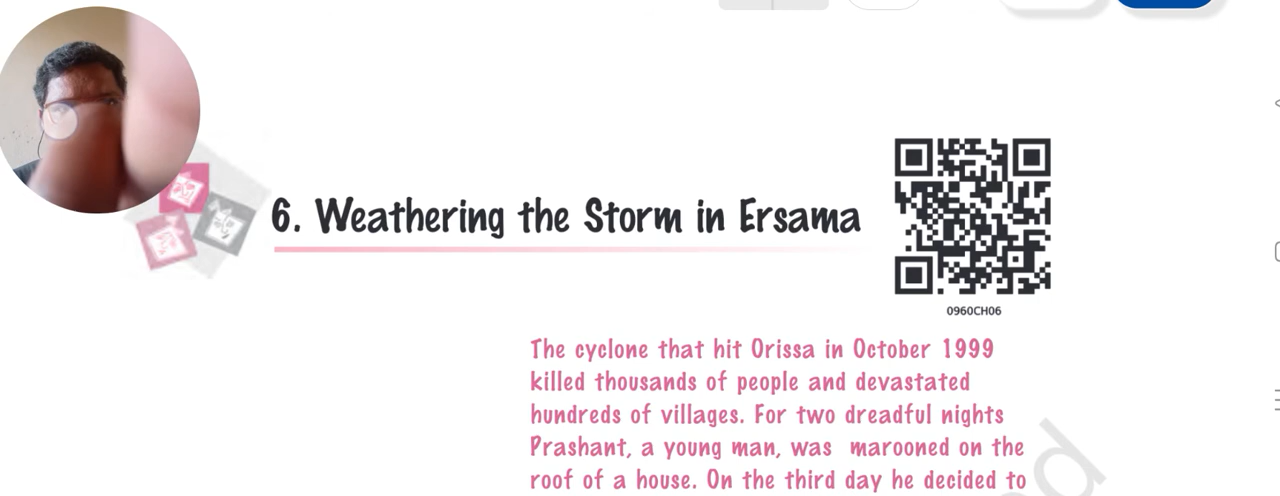 6. Weathering the Storm in Ersama
0960CH06
The cyclone that hit Orissa in October 1999
killed thousands of people and devastated
hundreds of villages. For two dreadful nights
Prashant, a young man, was marooned on the
roof of a house. On the third day he decided to